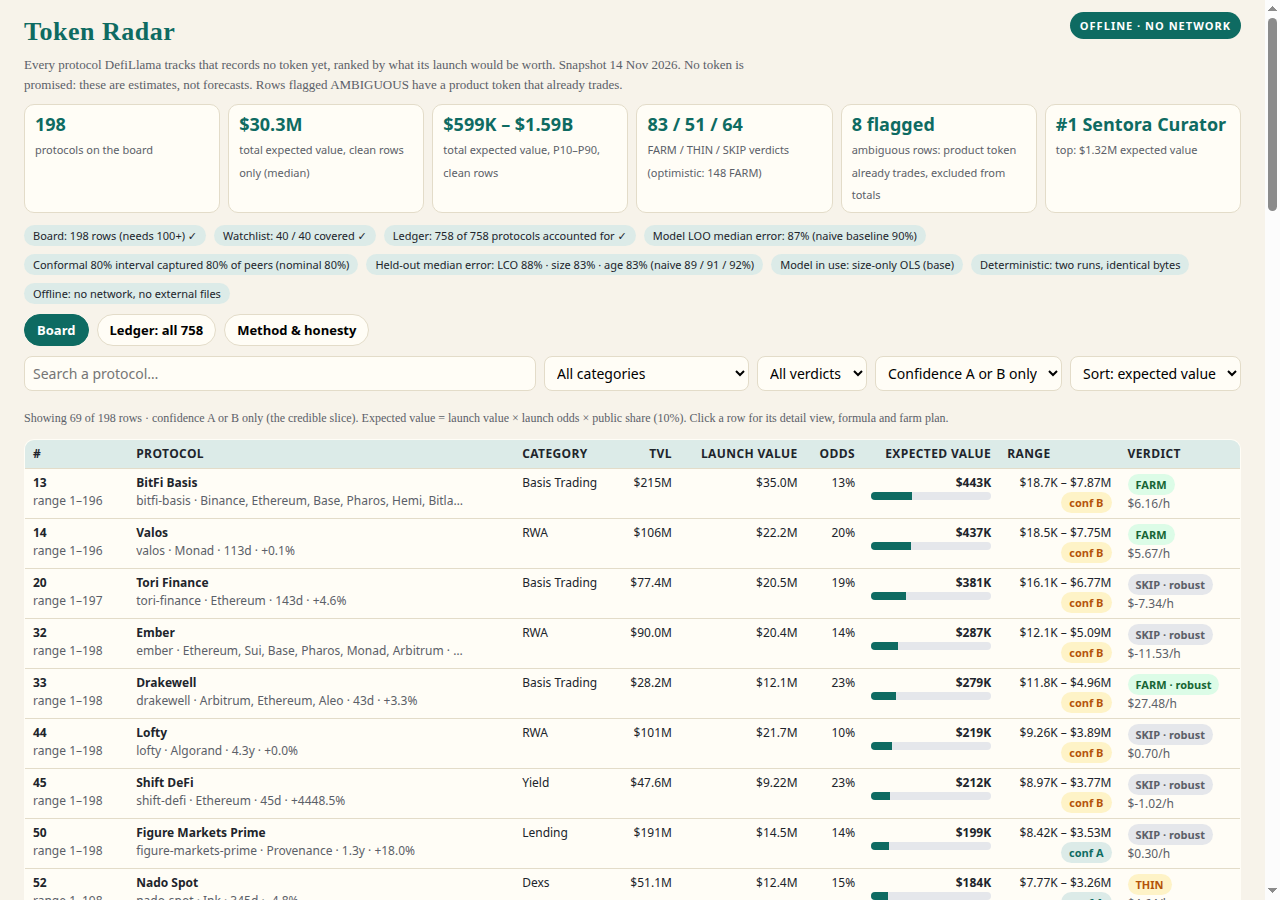 Token Radar
OFFLINE · NO NETWORK
Every protocol DefiLlama tracks that records no token yet, ranked by what its launch would be worth. Snapshot 14 Nov 2026. No token is
promised: these are estimates, not forecasts. Rows flagged AMBIGUOUS have a product token that already trades.
198
protocols on the board
$30.3M
total expected value, clean rows
only (median)
$599K – $1.59B
total expected value, P10–P90,
clean rows
83 / 51 / 64
FARM / THIN / SKIP verdicts
(optimistic: 148 FARM)
8 flagged
ambiguous rows: product token
already trades, excluded from
totals
#1 Sentora Curator
top: $1.32M expected value
Board: 198 rows (needs 100+) ✓
Watchlist: 40 / 40 covered ✓
Ledger: 758 of 758 protocols accounted for ✓
Model LOO median error: 87% (naive baseline 90%)
Conformal 80% interval captured 80% of peers (nominal 80%)
Held-out median error: LCO 88% · size 83% · age 83% (naive 89 / 91 / 92%)
Model in use: size-only OLS (base)
Deterministic: two runs, identical bytes
Offline: no network, no external files
Board
Ledger: all 758
Method & honesty
Search a protocol...
All categories
All verdicts
Confidence A or B only
Sort: expected value
Showing 69 of 198 rows · confidence A or B only (the credible slice). Expected value = launch value × launch odds × public share (10%). Click a row for its detail view, formula and farm plan.
# PROTOCOL CATEGORY TVL LAUNCH VALUE ODDS EXPECTED VALUE RANGE VERDICT
13 BitFi Basis Basis Trading $215M $35.0M 13% $443K $18.7K – $7.87M FARM
range 1–196 bitfi-basis · Binance, Ethereum, Base, Pharos, Hemi, Bitla... conf B $6.16/h
14 Valos RWA $106M $22.2M 20% $437K $18.5K – $7.75M FARM
range 1–196 valos · Monad · 113d · +0.1% conf B $5.67/h
20 Tori Finance Basis Trading $77.4M $20.5M 19% $381K $16.1K – $6.77M SKIP · robust
range 1–197 tori-finance · Ethereum · 143d · +4.6% conf B $-7.34/h
32 Ember RWA $90.0M $20.4M 14% $287K $12.1K – $5.09M SKIP · robust
range 1–198 ember · Ethereum, Sui, Base, Pharos, Monad, Arbitrum · ... conf B $-11.53/h
33 Drakewell Basis Trading $28.2M $12.1M 23% $279K $11.8K – $4.96M FARM · robust
range 1–198 drakewell · Arbitrum, Ethereum, Aleo · 43d · +3.3% conf B $27.48/h
44 Lofty RWA $101M $21.7M 10% $219K $9.26K – $3.89M SKIP · robust
range 1–198 lofty · Algorand · 4.3y · +0.0% conf B $0.70/h
45 Shift DeFi Yield $47.6M $9.22M 23% $212K $8.97K – $3.77M SKIP · robust
range 1–198 shift-defi · Ethereum · 45d · +4448.5% conf B $-1.02/h
50 Figure Markets Prime Lending $191M $14.5M 14% $199K $8.42K – $3.53M SKIP · robust
range 1–198 figure-markets-prime · Provenance · 1.3y · +18.0% conf A $0.30/h
52 Nado Spot Dexs $51.1M $12.4M 15% $184K $7.77K – $3.26M THIN